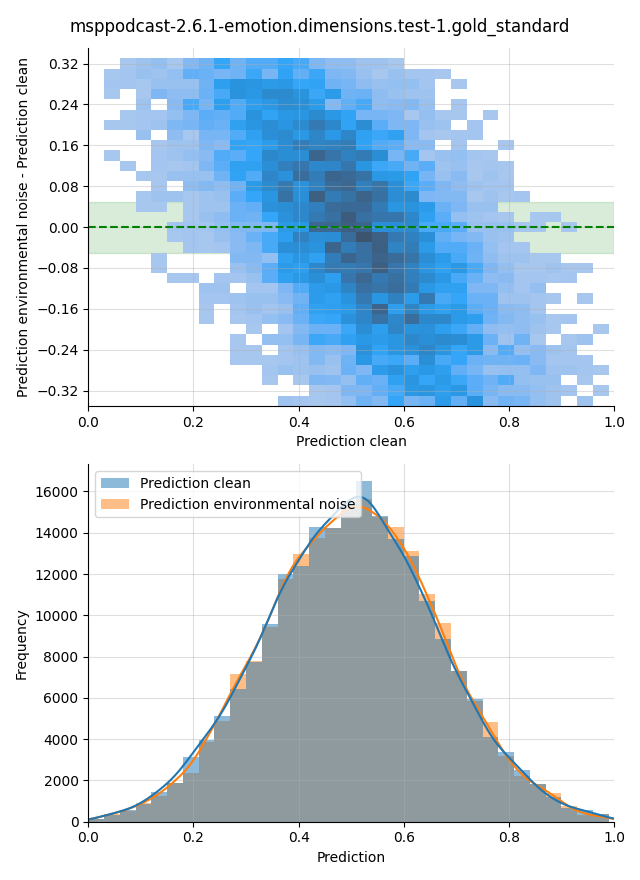 msppodcast-2.6.1-emotion.dimensions.test-1.gold_standard
Prediction environmental noise - Prediction clean
0.32
0.24
0.16
0.08
0.00
−0.08
−0.16
−0.24
−0.32
0.0 0.2 0.4 0.6 0.8 1.0
Prediction clean
Prediction clean
Prediction environmental noise
Frequency
16000
14000
12000
10000
8000
6000
4000
2000
0
0.0 0.2 0.4 0.6 0.8 1.0
Prediction